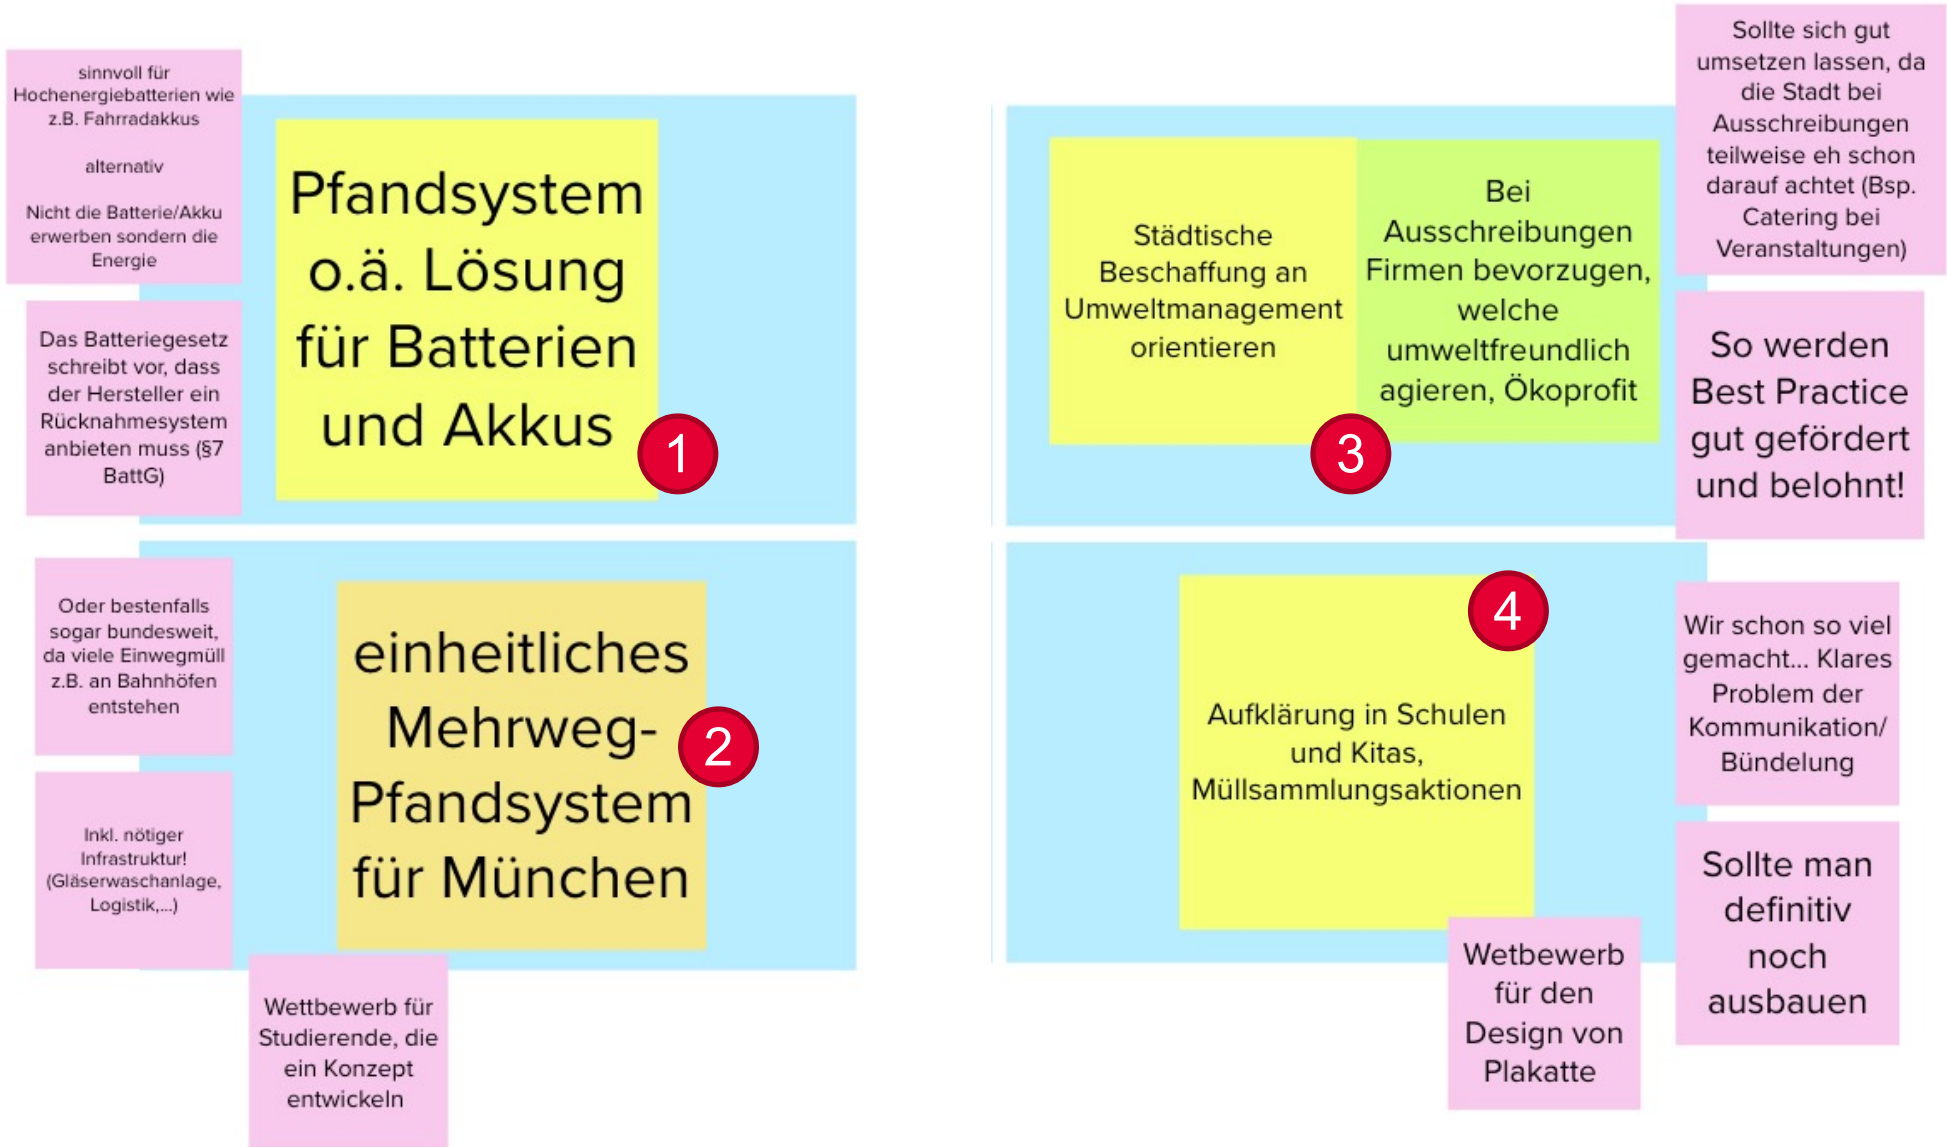 sinnvoll für
Hochenergiebatterien wie
z.B. Fahrradakkus
alternativ
Nicht die Batterie/Akku
erwerben sondern die
Energie
Das Batteriegesetz
schreibt vor, dass
der Hersteller ein
Rücknahmesystem
anbieten muss (§7
BattG)
Pfandsystem
o.ä. Lösung
für Batterien
und Akkus
1
Oder bestenfalls
sogar bundesweit,
da viele Einwegmüll
z.B. an Bahnhöfen
entstehen
Inkl. nötiger
Infrastruktur!
(Gläserwaschanlage,
Logistik,...)
einheitliches
Mehrweg-
Pfandsystem
für München
2
Wettbewerb für
Studierende, die
ein Konzept
entwickeln
Städtische
Beschaffung an
Umweltmanagement
orientieren
Bei
Ausschreibungen
Firmen bevorzugen,
welche
umweltfreundlich
agieren, Ökoprofit
3
Sollte sich gut
umsetzen lassen, da
die Stadt bei
Ausschreibungen
teilweise eh schon
darauf achtet (Bsp.
Catering bei
Veranstaltungen)
So werden
Best Practice
gut gefördert
und belohnt!
4
Aufklärung in Schulen
und Kitas,
Müllsammlungsaktionen
Wir schon so viel
gemacht... Klares
Problem der
Kommunikation/
Bündelung
Sollte man
definitiv
noch
ausbauen
Wetbewerb
für den
Design von
Plakatte